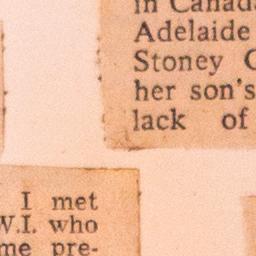 in Canada
Adelaide
Stoney
her son's
lack of
I met
W.I. who
me pre-